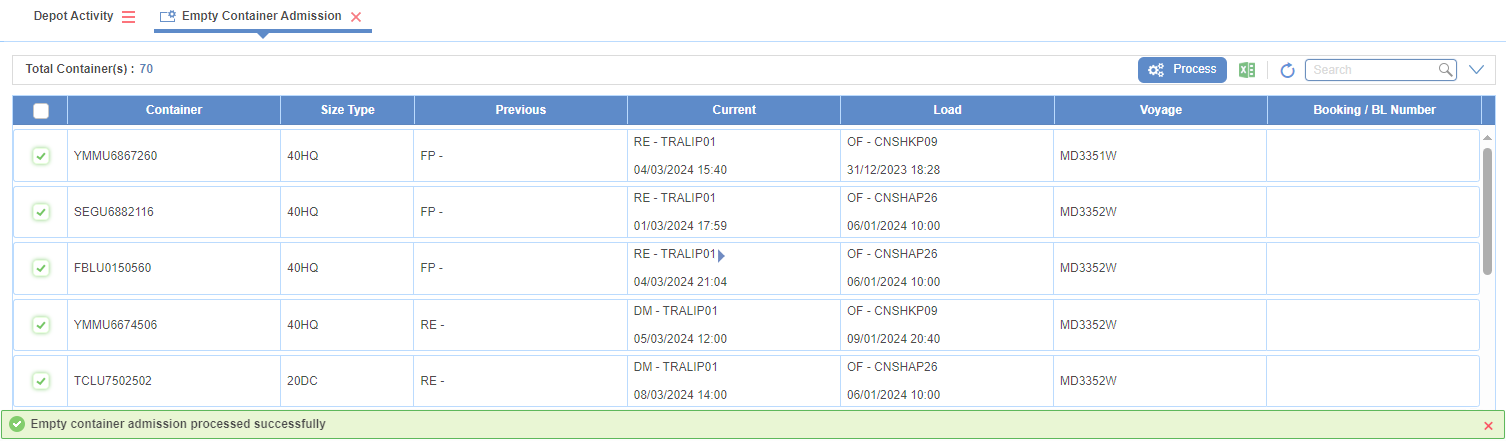 Depot Activity Empty Container Admission
Total Container(s) : 70 Process Search
Container Size Type Previous Current Load Voyage Booking / BL Number
RE - TRALIP01 OF - CNSHKP09
YMMU6867260 40HQ FP - MD3351W
04/03/2024 15:40 31/12/2023 18:28
RE - TRALIP01 OF - CNSHAP26
SEGU6882116 40HQ FP - MD3352W
01/03/2024 17:59 06/01/2024 10:00
RE - TRALIP01 OF - CNSHAP26
FBLU0150560 40HQ FP - MD3352W
04/03/2024 21:04 06/01/2024 10:00
DM - TRALIP01 OF - CNSHKP09
YMMU6674506 40HQ RE - MD3352W
05/03/2024 12:00 09/01/2024 20:40
DM - TRALIP01 OF - CNSHAP26
TCLU7502502 20DC RE - MD3352W
08/03/2024 14:00 06/01/2024 10:00
Empty container admission processed successfully